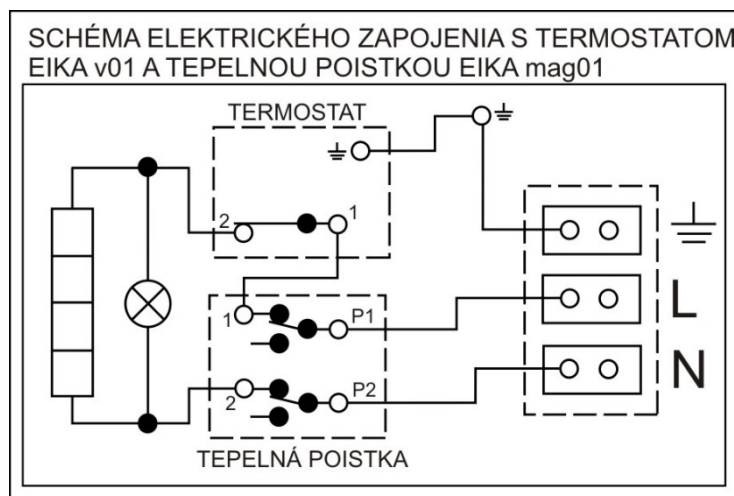 SCHÉMA ELEKTRICKÉHO ZAPOJENIA S TERMOSTATOM
EIKA v01 A TEPELNOU POISTKOU EIKA mag01
TERMOSTAT
2
1
1
P1
L
2
P2
N
TEPELNÁ POISTKA